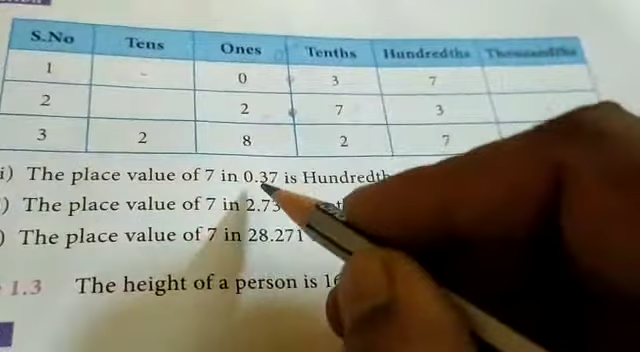 S.No Tens Ones Tenths Hundredths Thousandths
1 - 0 3 7
2 2 7 3
3 2 8 2 7
i) The place value of 7 in 0.37 is Hundredth
) The place value of 7 in 2.73
) The place value of 7 in 28.271
1.3 The height of a person is 16